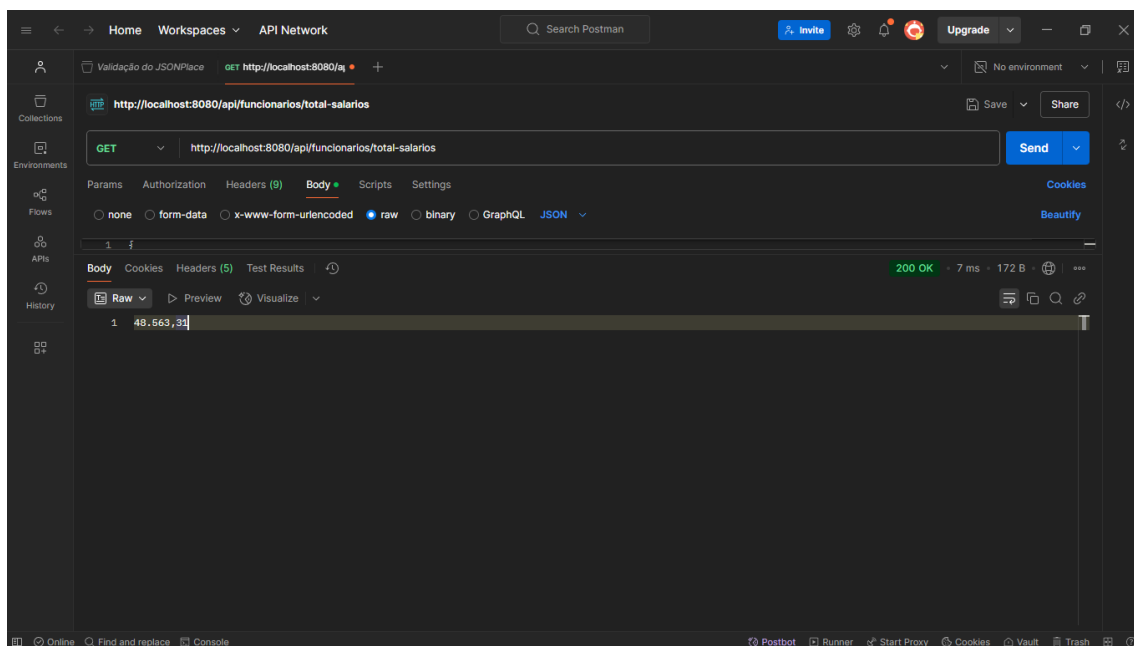 Home Workspaces API Network Search Postman Invite Upgrade
Validação do JSONPlace GET http://localhost:8080/a
HTTP http://localhost:8080/api/funcionarios/total-salarios Save Share
Collections
GET http://localhost:8080/api/funcionarios/total-salarios Send
Environments
Params Authorization Headers (9) Body Scripts Settings Cookies
Flows
none form-data x-www-form-urlencoded raw binary GraphQL JSON Beautify
1 {
APIs
Body Cookies Headers (5) Test Results 200 OK 7 ms 172 B
History
Raw Preview Visualize
1 48.563,31
No environment
Online Find and replace Console Postbot Runner Start Proxy Cookies Vault Trash